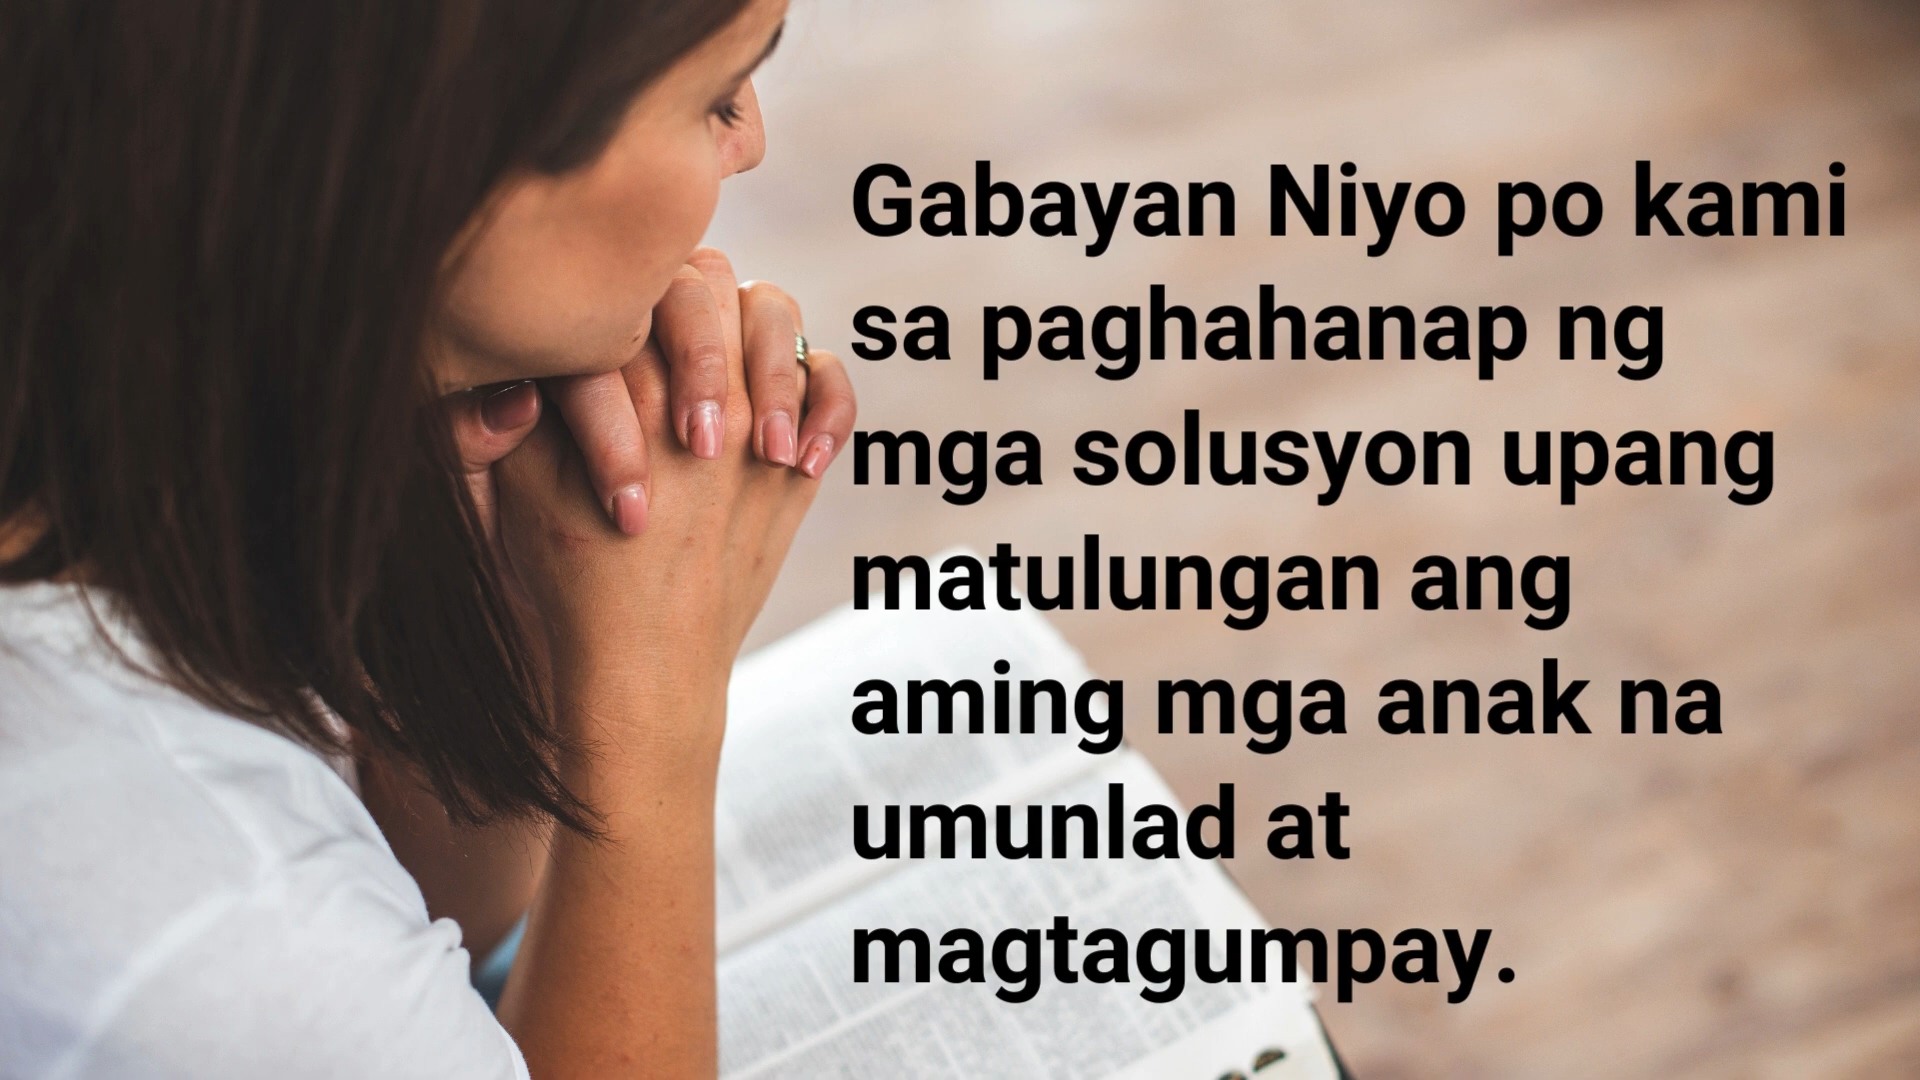 Gabayan Niyo po kami
sa paghahanap ng
mga solusyon upang
matulungan ang
aming mga anak na
umunlad at
magtagumpay.